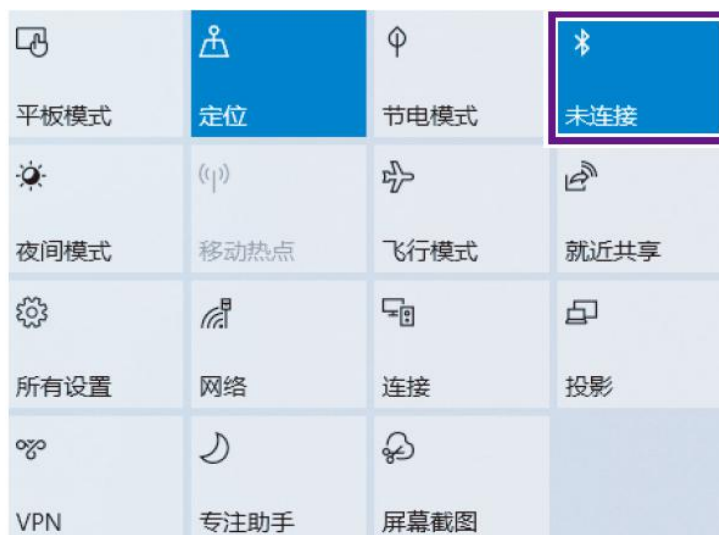 平板模式
定位
节电模式
未连接
夜间模式
移动热点
飞行模式
就近共享
所有设置
网络
连接
投影
VPN
专注助手
屏幕截图